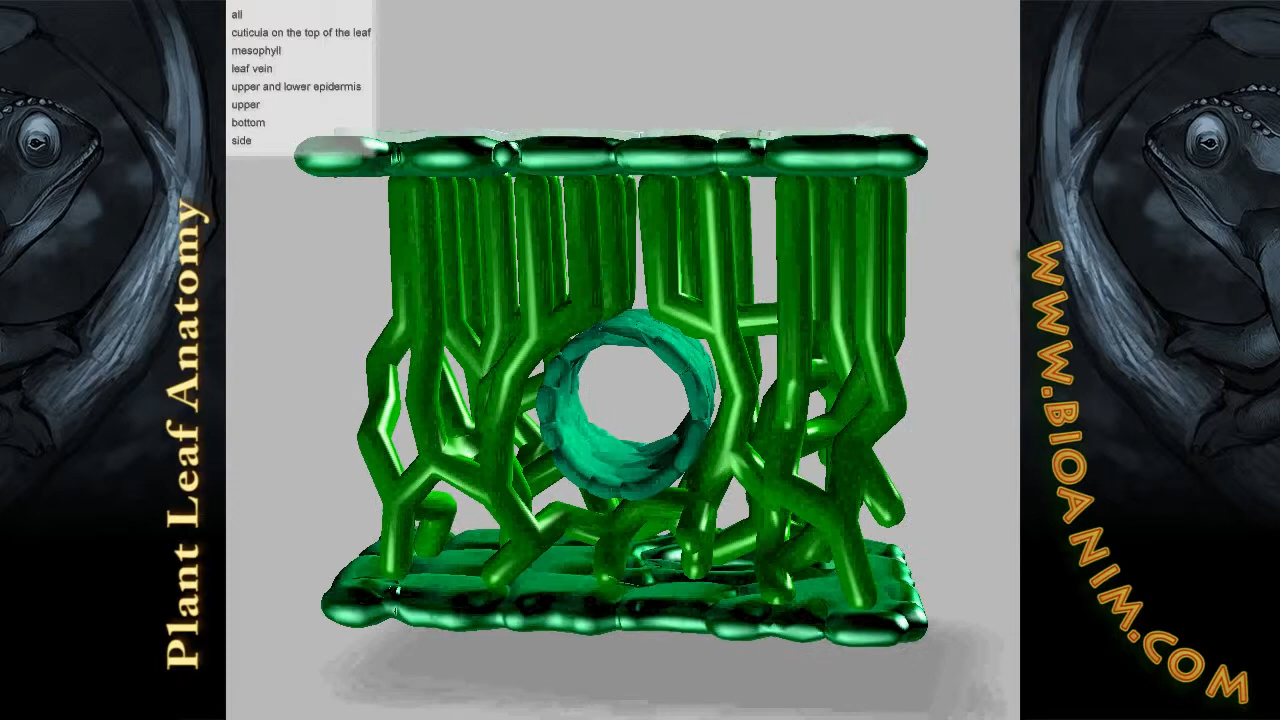 all
cuticula on the top of the leaf
mesophyll
leaf vein
upper and lower epidermis
upper
bottom
side
Plant Leaf Anatomy
WWW.BIOANIM.COM